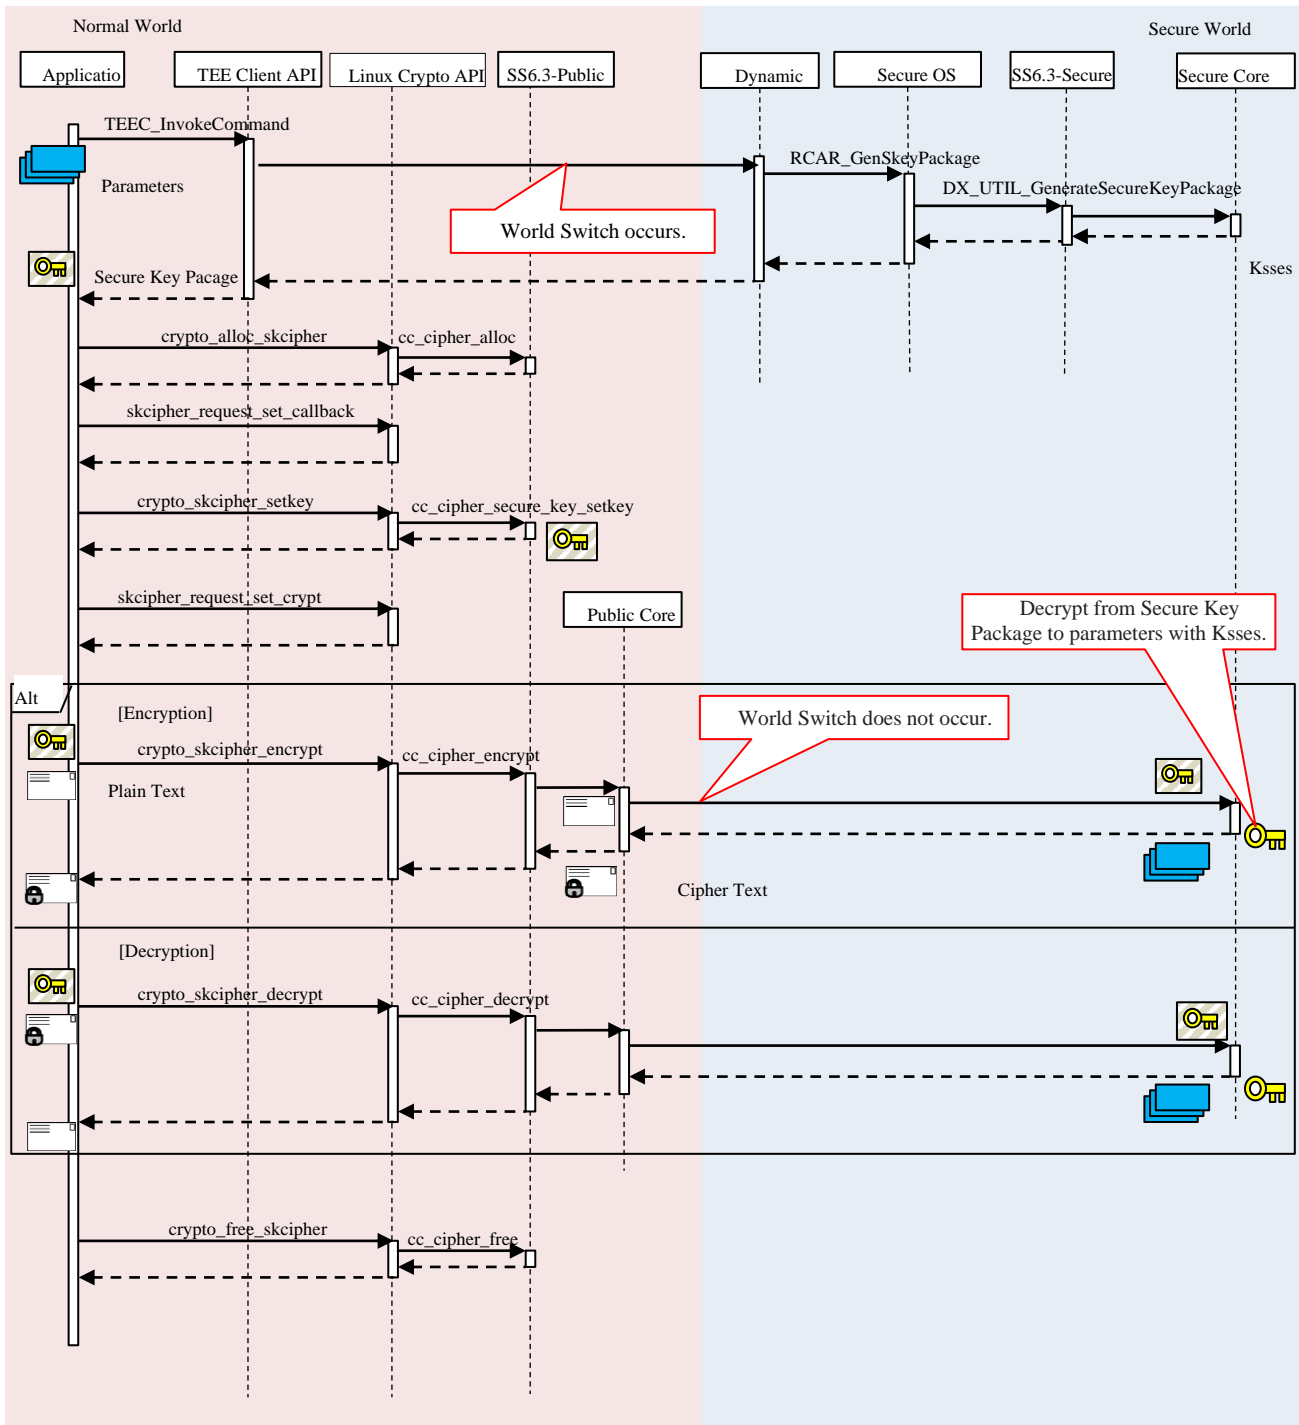 Normal World
Secure World
Applicatio
TEE Client API
Linux Crypto API
SS6.3-Public
Dynamic
Secure OS
SS6.3-Secure
Secure Core
TEEC_InvokeCommand
RCAR_GenSkeyPackage
Parameters
DX_UTIL_GenerateSecureKeyPackage
World Switch occurs.
Secure Key Pacage
Ksses
crypto_alloc_skcipher
cc_cipher_alloc
skcipher_request_set_callback
crypto_skcipher_setkey
cc_cipher_secure_key_setkey
skcipher_request_set_crypt
Public Core
Decrypt from Secure Key
Package to parameters with Ksses.
Alt
[Encryption]
World Switch does not occur.
crypto_skcipher_encrypt
cc_cipher_encrypt
Plain Text
Cipher Text
[Decryption]
crypto_skcipher_decrypt
cc_cipher_decrypt
crypto_free_skcipher
cc_cipher_free